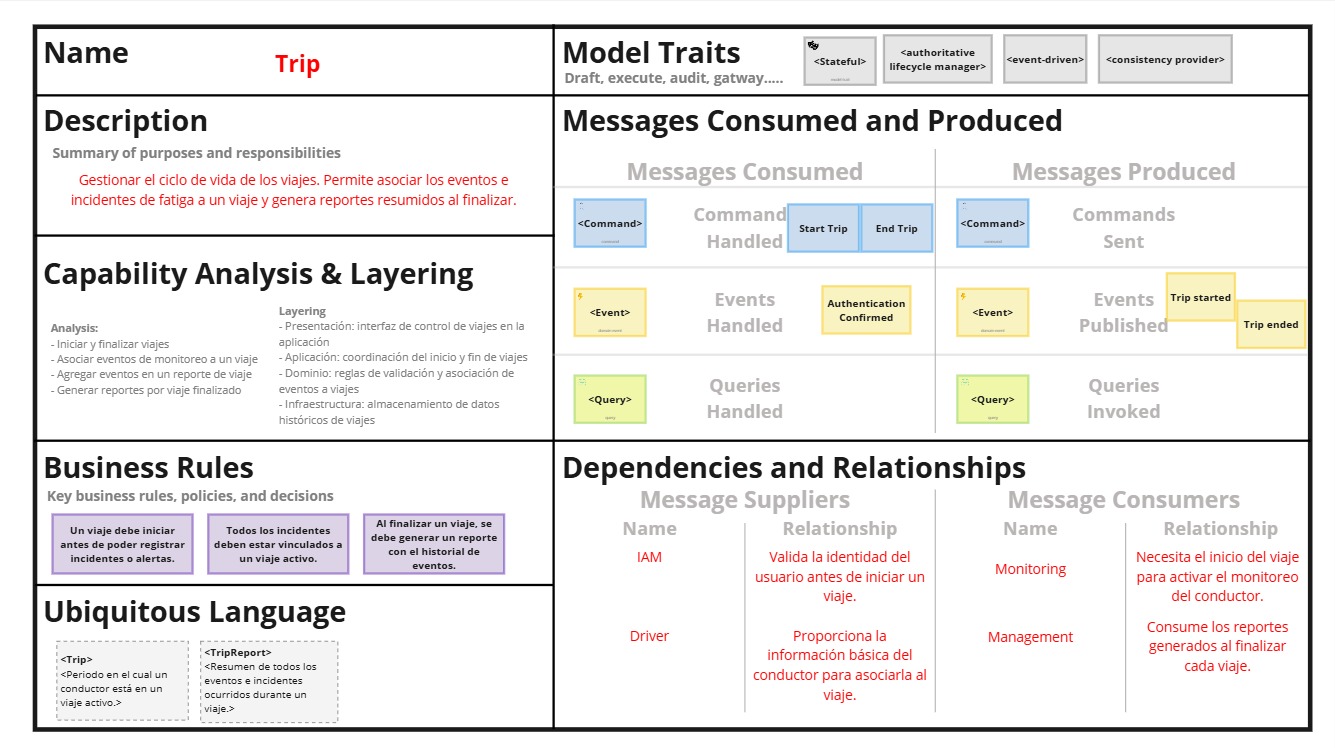 Name
Trip
Model Traits
Draft, execute, audit, gatway.....
<Stateful>
<authoritative
lifecycle manager>
<event-driven>
<consistency provider>
Description
Summary of purposes and responsibilities
Gestionar el ciclo de vida de los viajes. Permite asociar los eventos e
incidentes de fatiga a un viaje y genera reportes resumidos al finalizar.
Capability Analysis & Layering
Analysis:
- Iniciar y finalizar viajes
- Asociar eventos de monitoreo a un viaje
- Agregar eventos en un reporte de viaje
- Generar reportes por viaje finalizado
Layering
- Presentación: interfaz de control de viajes en la
aplicación
- Aplicación: coordinación del inicio y fin de viajes
- Dominio: reglas de validación y asociación de
eventos a viajes
- Infraestructura: almacenamiento de datos
históricos de viajes
Business Rules
Key business rules, policies, and decisions
Un viaje debe iniciar
antes de poder registrar
incidentes o alertas.
Todos los incidentes
deben estar vinculados a
un viaje activo.
Al finalizar un viaje, se
debe generar un reporte
con el historial de
eventos.
Ubiquitous Language
<Trip>
<Periodo en el cual un
conductor está en un
viaje activo.>
<TripReport>
<Resumen de todos los
eventos e incidentes
ocurridos durante un
viaje.>
Messages Consumed and Produced
Messages Consumed
<Command>
command
Command
Handled
Start Trip
End Trip
<Event>
domain event
Events
Handled
Authentication
Confirmed
<Query>
query
Queries
Handled
Messages Produced
<Command>
command
Commands
Sent
<Event>
domain event
Events
Published
Trip started
Trip ended
<Query>
query
Queries
Invoked
Dependencies and Relationships
Message Suppliers
Name
Relationship
IAM
Valida la identidad del
usuario antes de iniciar un
viaje.
Driver
Proporciona la
información básica del
conductor para asociarla al
viaje.
Message Consumers
Name
Relationship
Monitoring
Necesita el inicio del viaje
para activar el monitoreo
del conductor.
Management
Consume los reportes
generados al finalizar
cada viaje.